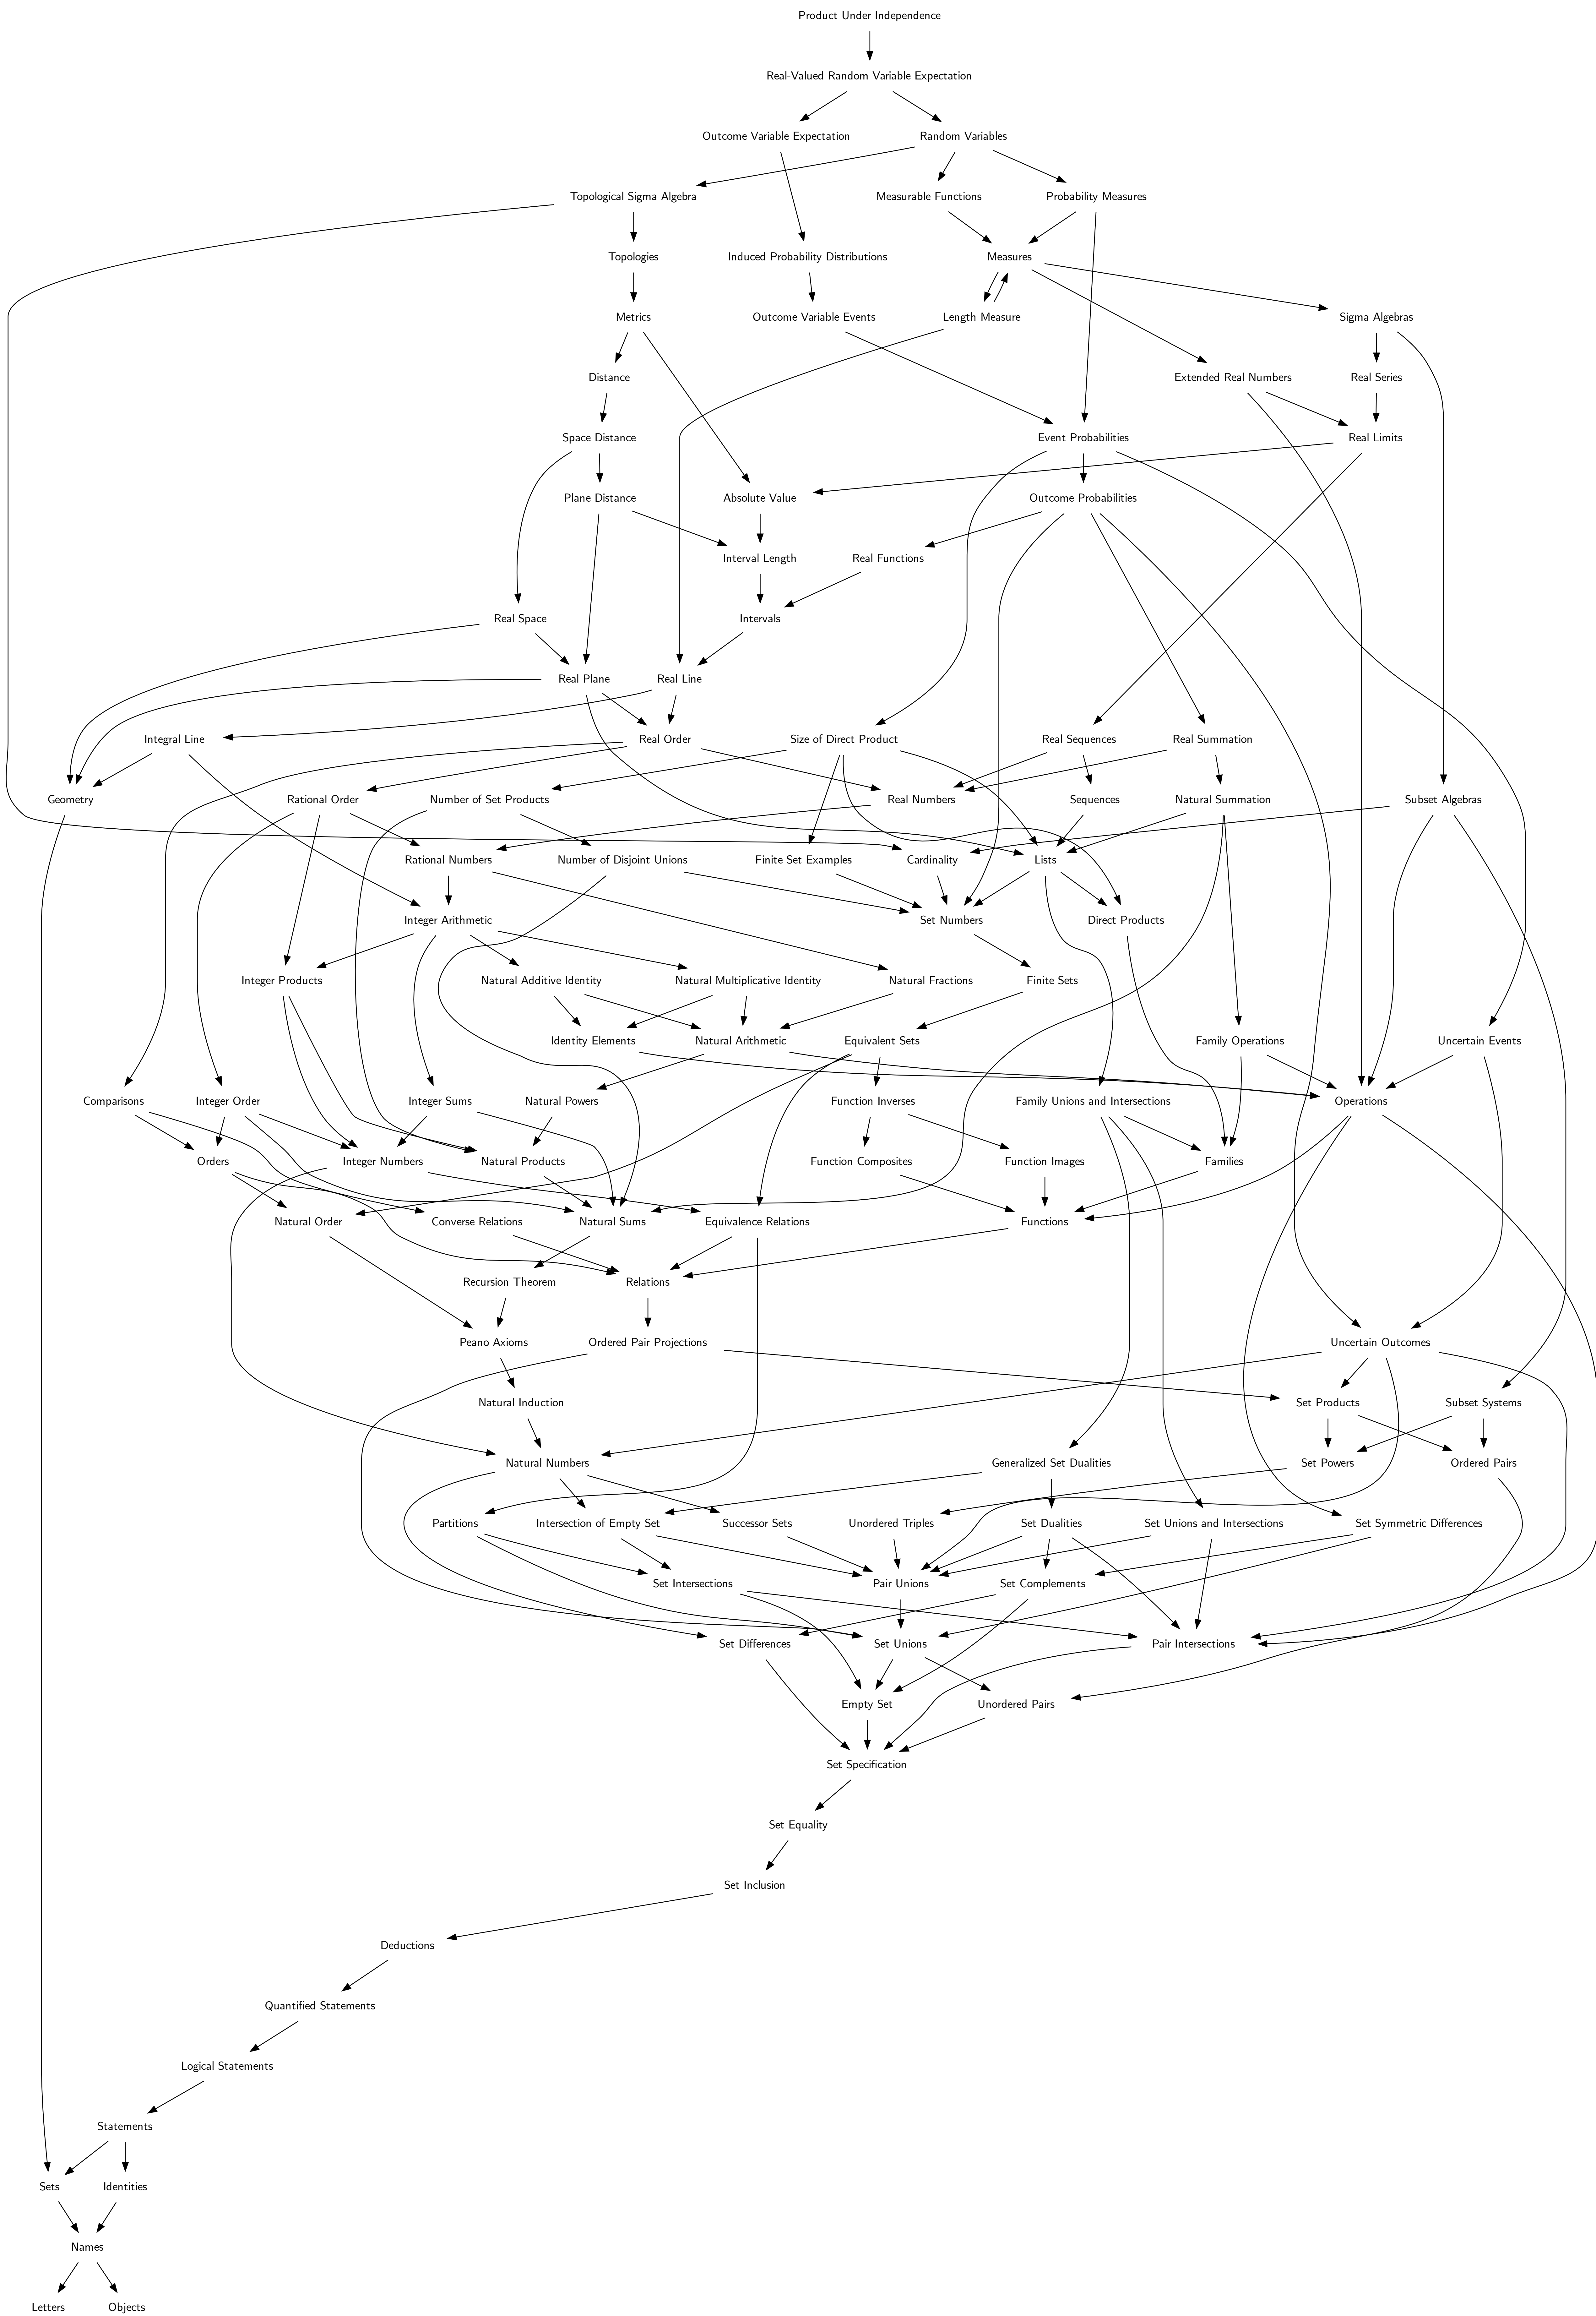 Product Under Independence
Real-Valued Random Variable Expectation
Outcome Variable Expectation
Random Variables
Topological Sigma Algebra
Measurable Functions
Probability Measures
Topologies
Induced Probability Distributions
Measures
Metrics
Outcome Variable Events
Length Measure
Sigma Algebras
Distance
Extended Real Numbers
Real Series
Space Distance
Event Probabilities
Real Limits
Plane Distance
Absolute Value
Outcome Probabilities
Interval Length
Real Functions
Real Space
Intervals
Real Plane
Real Line
Integral Line
Real Order
Size of Direct Product
Real Sequences
Real Summation
Geometry
Rational Order
Number of Set Products
Real Numbers
Sequences
Natural Summation
Subset Algebras
Rational Numbers
Number of Disjoint Unions
Finite Set Examples
Cardinality
Lists
Integer Arithmetic
Set Numbers
Direct Products
Integer Products
Natural Additive Identity
Natural Multiplicative Identity
Natural Fractions
Finite Sets
Identity Elements
Natural Arithmetic
Equivalent Sets
Family Operations
Uncertain Events
Comparisons
Integer Order
Integer Sums
Natural Powers
Function Inverses
Family Unions and Intersections
Operations
Orders
Integer Numbers
Natural Products
Function Composites
Function Images
Families
Natural Order
Converse Relations
Natural Sums
Equivalence Relations
Functions
Recursion Theorem
Relations
Peano Axioms
Ordered Pair Projections
Uncertain Outcomes
Natural Induction
Set Products
Subset Systems
Natural Numbers
Generalized Set Dualities
Set Powers
Ordered Pairs
Partitions
Intersection of Empty Set
Successor Sets
Unordered Triples
Set Dualities
Set Unions and Intersections
Set Symmetric Differences
Set Intersections
Pair Unions
Set Complements
Set Differences
Set Unions
Pair Intersections
Empty Set
Unordered Pairs
Set Specification
Set Equality
Set Inclusion
Deductions
Quantified Statements
Logical Statements
Statements
Sets
Identities
Names
Letters
Objects